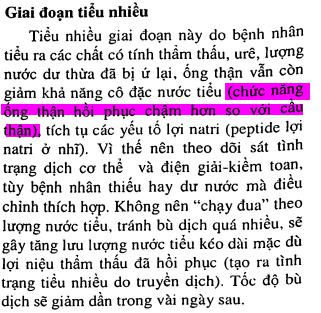 Giai đoạn tiểu nhiều
Tiểu nhiều giai đoạn này do bệnh nhân
tiểu ra các chất có tính thẩm thấu, urê, lượng
nước dư thừa đã bị ứ lại, ống thận vẫn còn
giảm khả năng cô đặc nước tiểu (chức năng
ống thận hồi phục chậm hơn so với cầu
thận), tích tụ các yếu tố lợi natri (peptide lợi
natri ở nhĩ). Vì thế nên theo dõi sát tình
trạng dịch cơ thể và điện giải-kiềm toan,
tùy bệnh nhân thiếu hay dư nước mà điều
chỉnh thích hợp. Không nên “chạy đua” theo
lượng nước tiểu, tránh bù dịch quá nhiều, sẽ
gây tăng lưu lượng nước tiểu kéo dài mặc dù
lợi niệu thẩm thấu đã hồi phục (tạo ra tình
trạng tiểu nhiều do truyền dịch). Tốc độ bù
dịch sẽ giảm dần trong vài ngày sau.